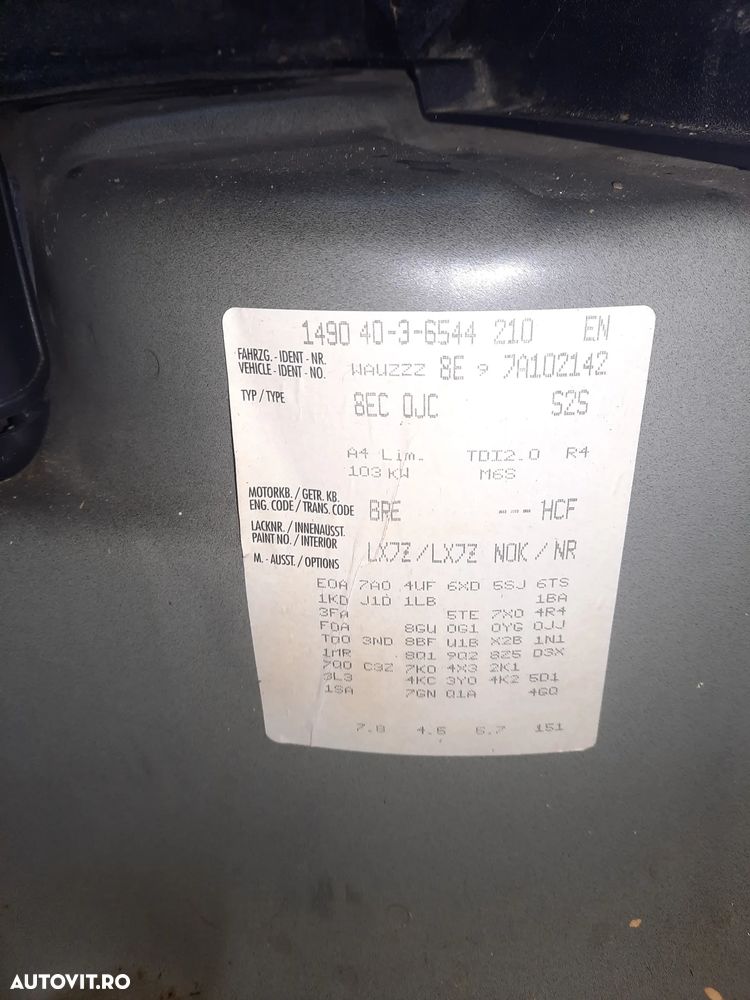 1490 40-3-6544 210 EN
FAHRZG. - IDENT - NR.
VEHICLE - IDENT - NO. WAUZZZ 8E 9 7A102142
TYP / TYPE 8EC 0JC S2S
A4 Lim. TDI2.0 R4
103 KW M6S
MOTORKB. / GETR. KB.
ENG. CODE / TRANS. CODE BRE --- HCF
LACKNR. / INNENAUSST.
PAINT NO. / INTERIOR LX7Z / LX7Z NOK / NR
M. - AUSST. / OPTIONS
E0A 7A0 4UF 6XD 5SJ 6TS
1KD J1D 1LB 1BA
3FA 5TE 7X0 4R4
F0A 8GU 0G1 0YG 0JJ
T00 3ND 8BF U1B X2B 1N1
1MR 8Q1 9Q2 8Z5 D3X
7Q0 C3Z 7K0 4X3 2K1
3L3 4KC 3Y0 4K2 5D1
1SA 7GN Q1A 4GQ
7.8 4.5 5.7 151
AUTOVIT.RO